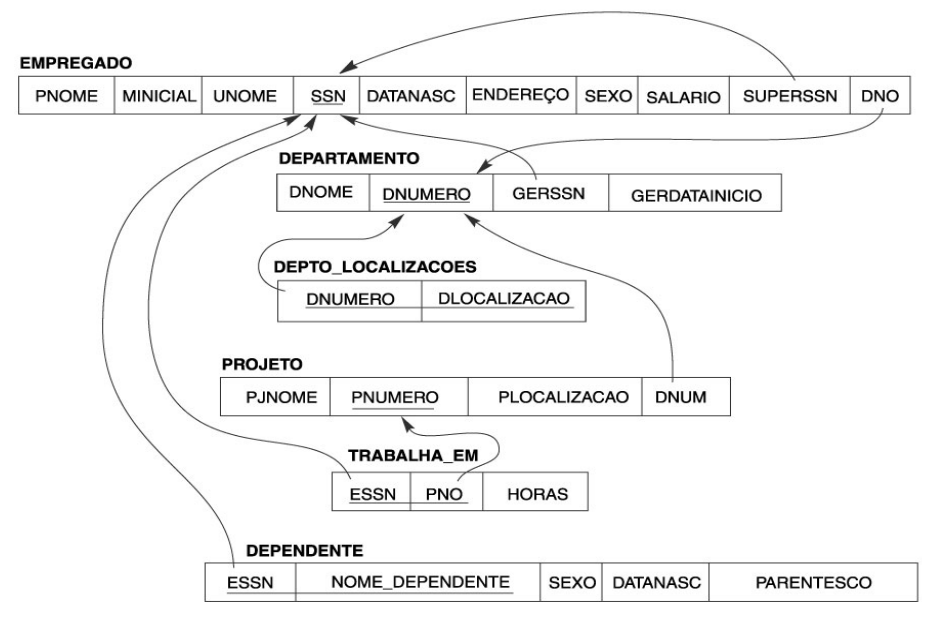 EMPREGADO
PNOME MINICIAL UNOME SSN DATANASC ENDEREÇO SEXO SALARIO SUPERSSN DNO
DEPARTAMENTO
DNOME DNUMERO GERSSN GERDATAINICIO
DEPTO_LOCALIZACOES
DNUMERO DLOCALIZACAO
PROJETO
PJNOME PNUMERO PLOCALIZACAO DNUM
TRABALHA_EM
ESSN PNO HORAS
DEPENDENTE
ESSN NOME_DEPENDENTE SEXO DATANASC PARENTESCO